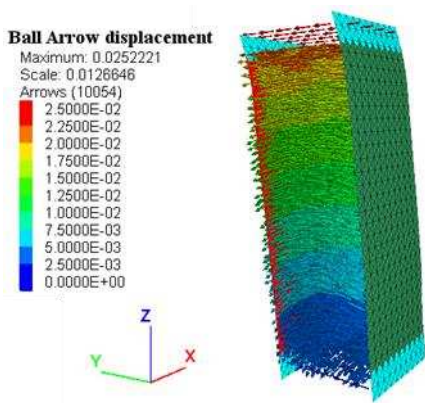 Ball Arrow displacement
Maximum: 0.0252221
Scale: 0.0126646
Arrows (10054)
2.5000E-02
2.2500E-02
2.0000E-02
1.7500E-02
1.5000E-02
1.2500E-02
1.0000E-02
7.5000E-03
5.0000E-03
2.5000E-03
0.0000E+00
Z
Y
X